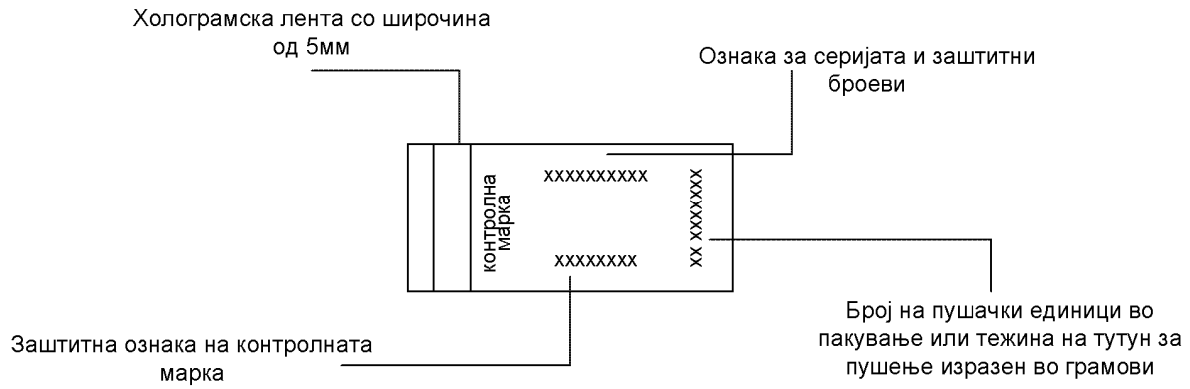 Холограмска лента со широчина
од 5мм
Ознака за серијата и заштитни
броеви
контролна
марка
xxxxxxxxxx
xx xxxxxxx
xxxxxxxx
Број на пушачки единици во
пакување или тежина на тутун за
пушење изразен во грамови
Заштитна ознака на контролната
марка